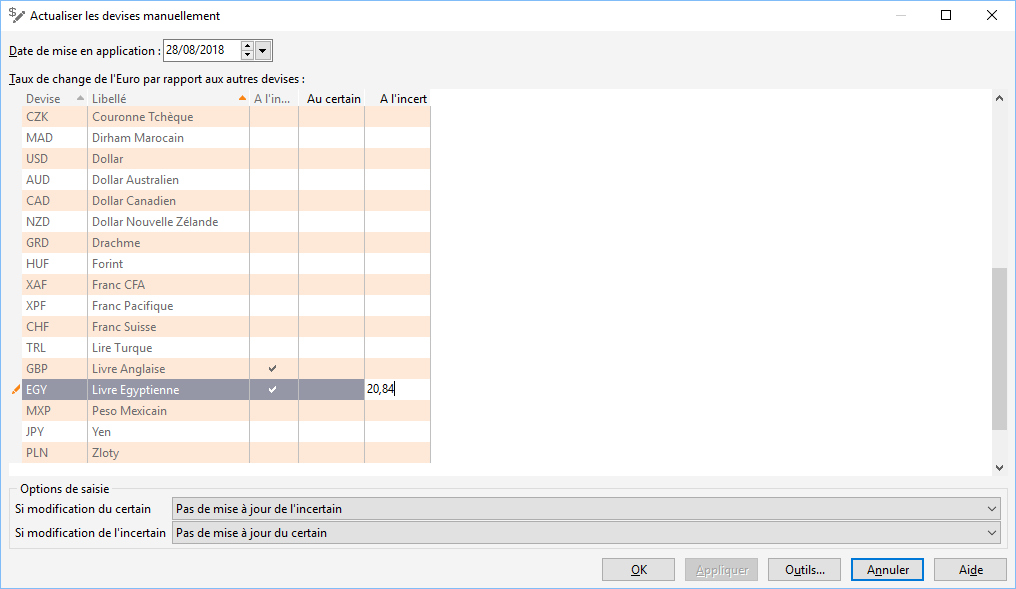 Actualiser les devises manuellement
Date de mise en application : 28/08/2018
Taux de change de l'Euro par rapport aux autres devises :
Devise Libellé A l'in... Au certain A l'incert
CZK Couronne Tchèque
MAD Dirham Marocain
USD Dollar
AUD Dollar Australien
CAD Dollar Canadien
NZD Dollar Nouvelle Zélande
GRD Drachme
HUF Forint
XAF Franc CFA
XPF Franc Pacifique
CHF Franc Suisse
TRL Lire Turque
GBP Livre Anglaise
EGY Livre Egyptienne 20,84
MXP Peso Mexicain
JPY Yen
PLN Zloty
Options de saisie
Si modification du certain Pas de mise à jour de l'incertain
Si modification de l'incertain Pas de mise à jour du certain
OK Appliquer Outils... Annuler Aide